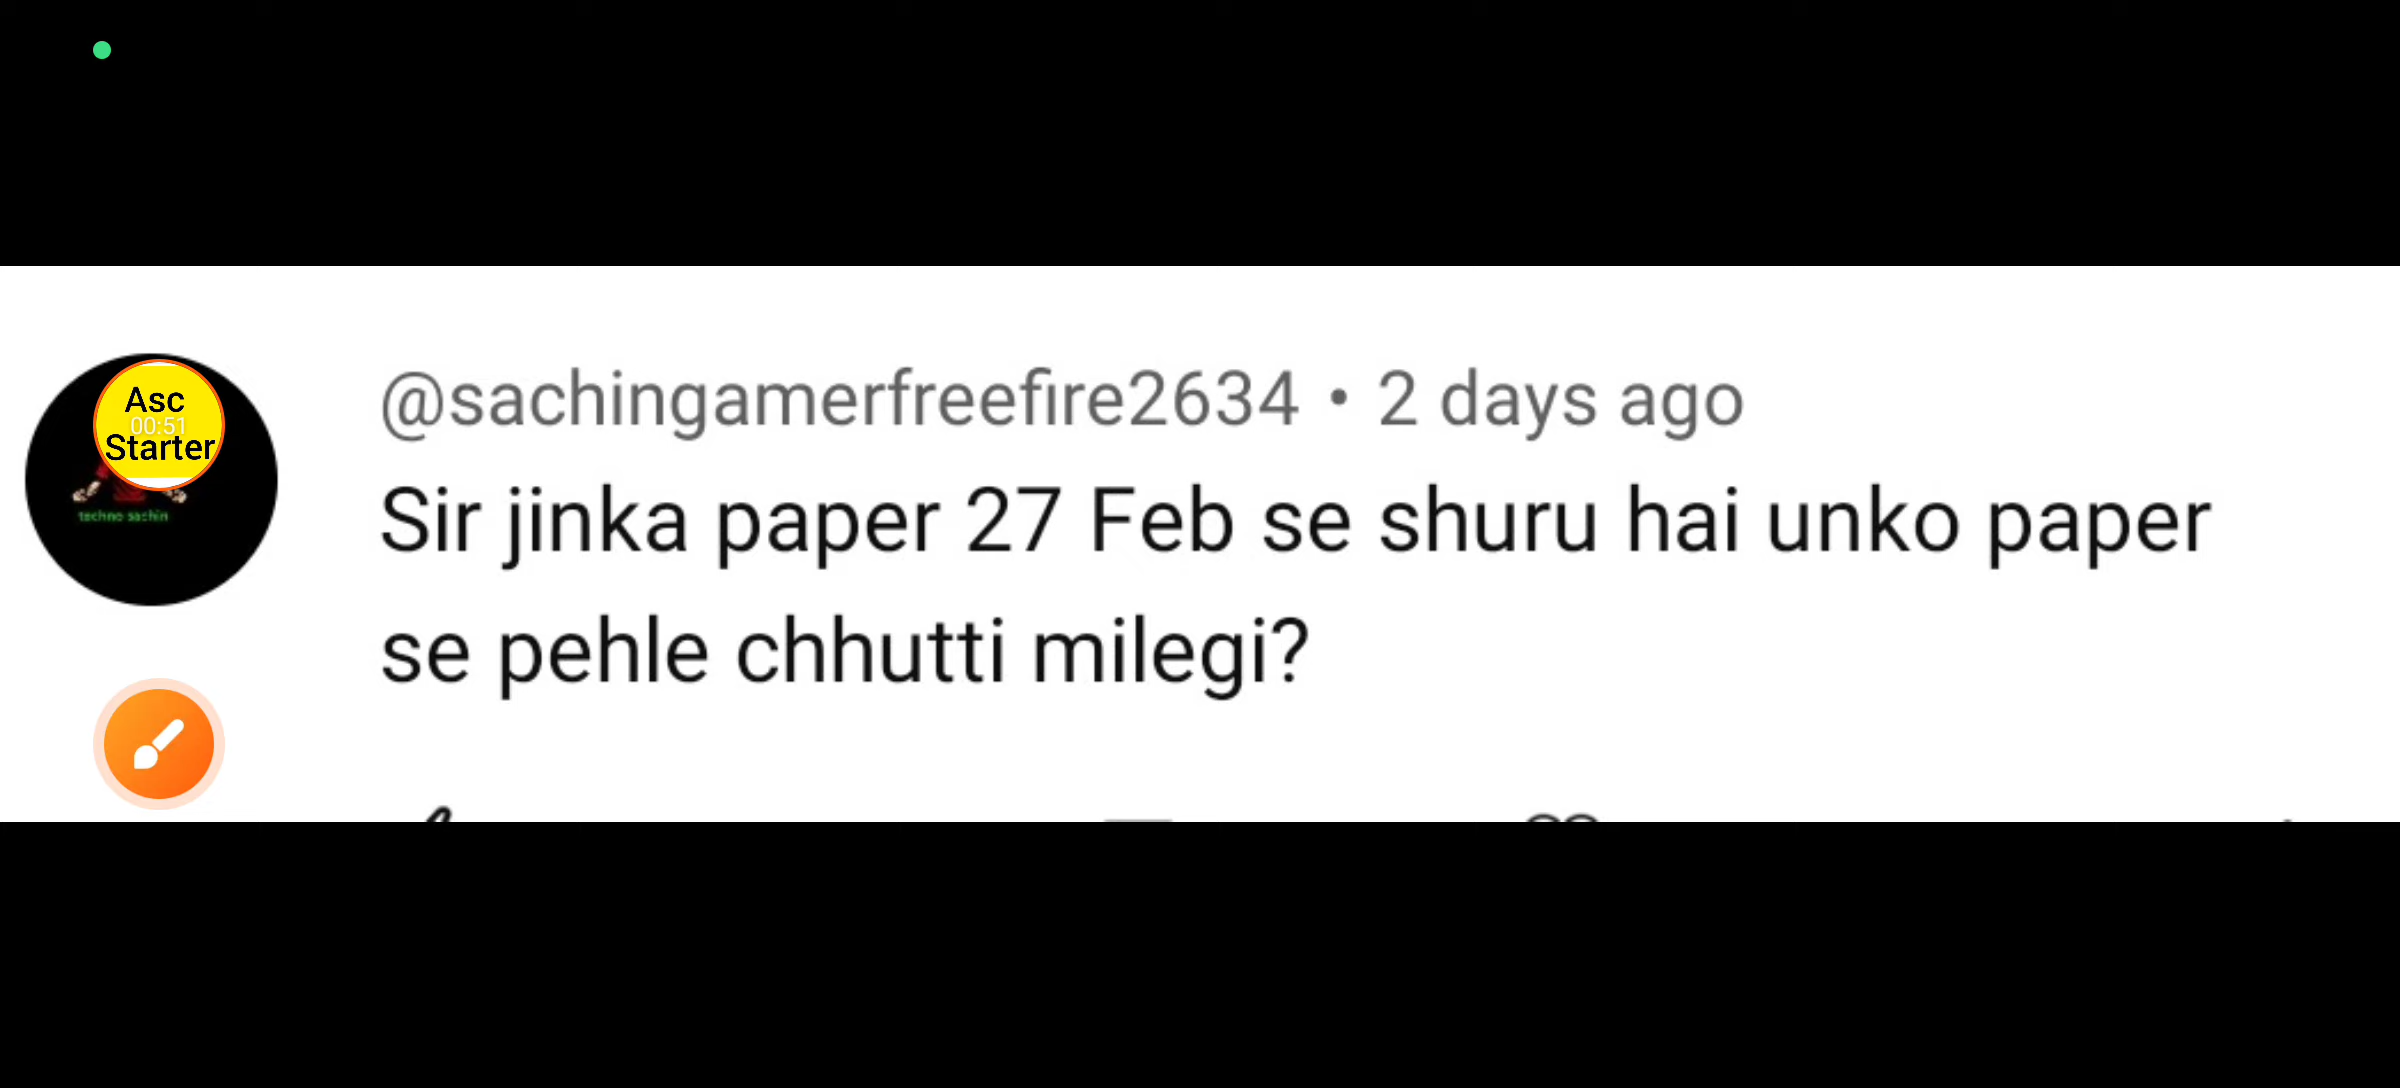 Asc
00:51
Starter
techno sachin
@sachingamerfreefire2634 • 2 days ago
Sir jinka paper 27 Feb se shuru hai unko paper
se pehle chhutti milegi?